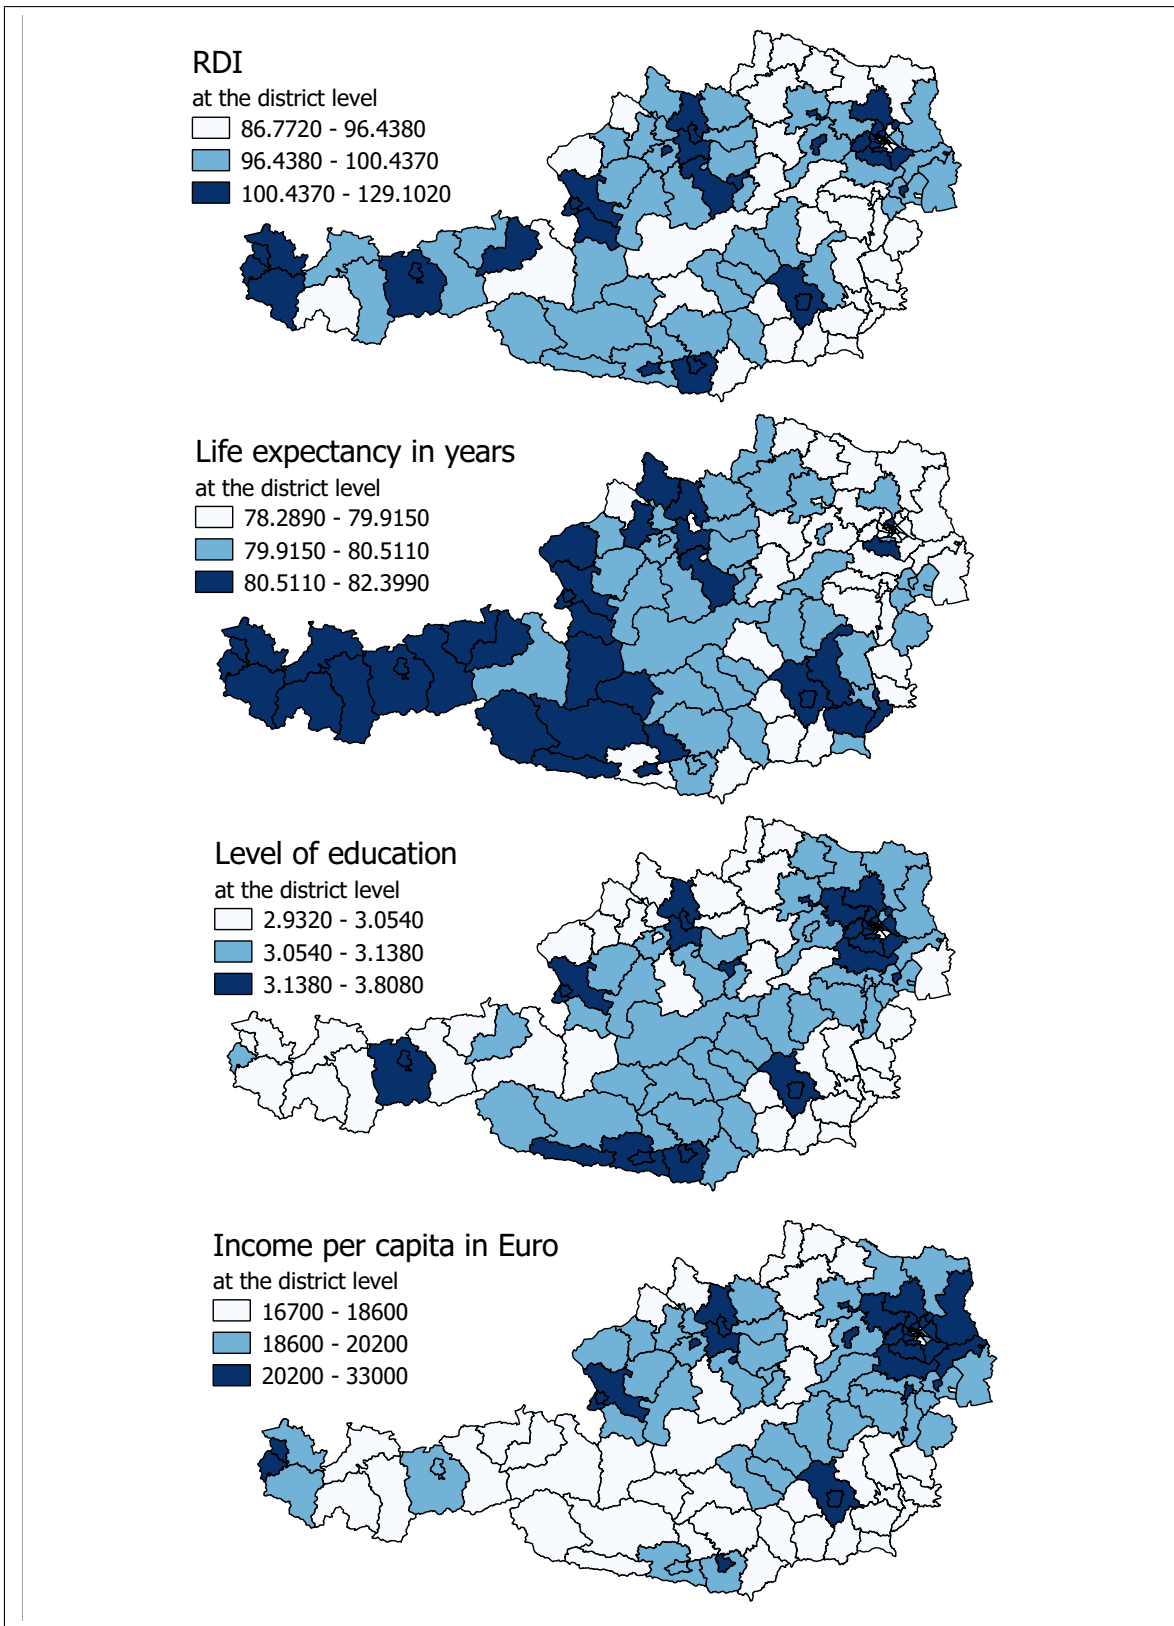 RDI
at the district level
86.7720 - 96.4380
96.4380 - 100.4370
100.4370 - 129.1020
Life expectancy in years
at the district level
78.2890 - 79.9150
79.9150 - 80.5110
80.5110 - 82.3990
Level of education
at the district level
2.9320 - 3.0540
3.0540 - 3.1380
3.1380 - 3.8080
Income per capita in Euro
at the district level
16700 - 18600
18600 - 20200
20200 - 33000